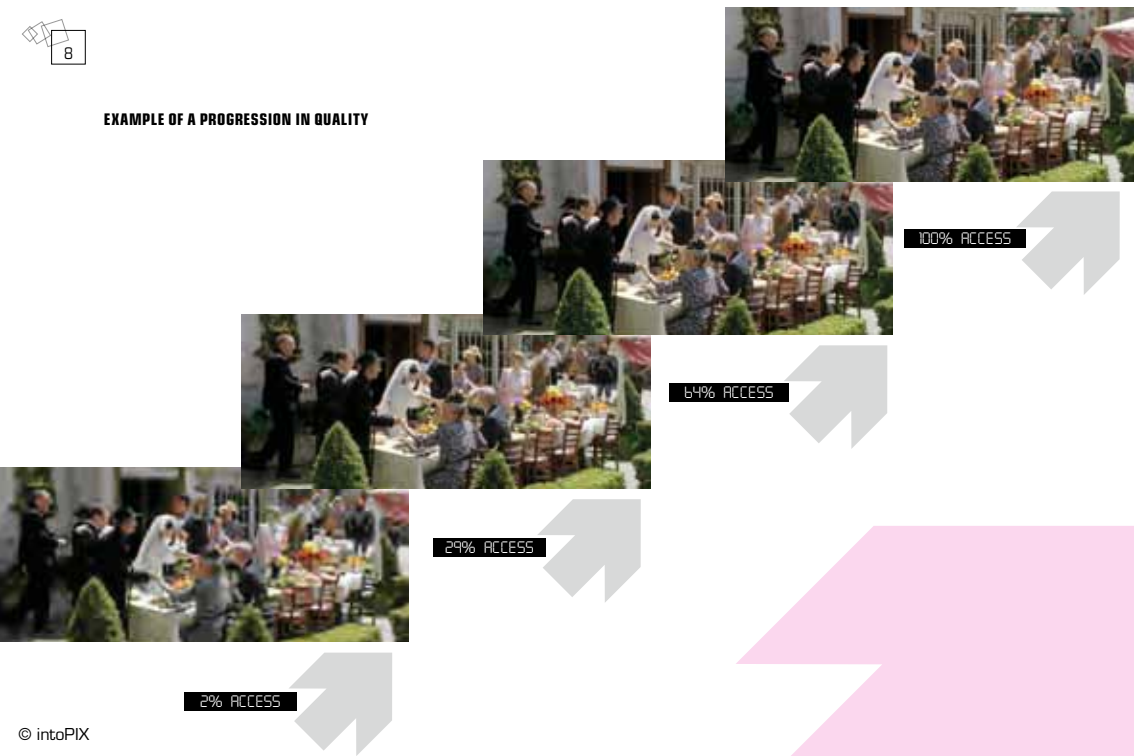 8
EXAMPLE OF A PROGRESSION IN QUALITY
100% ACCESS
64% ACCESS
29% ACCESS
2% ACCESS
© intoPIX